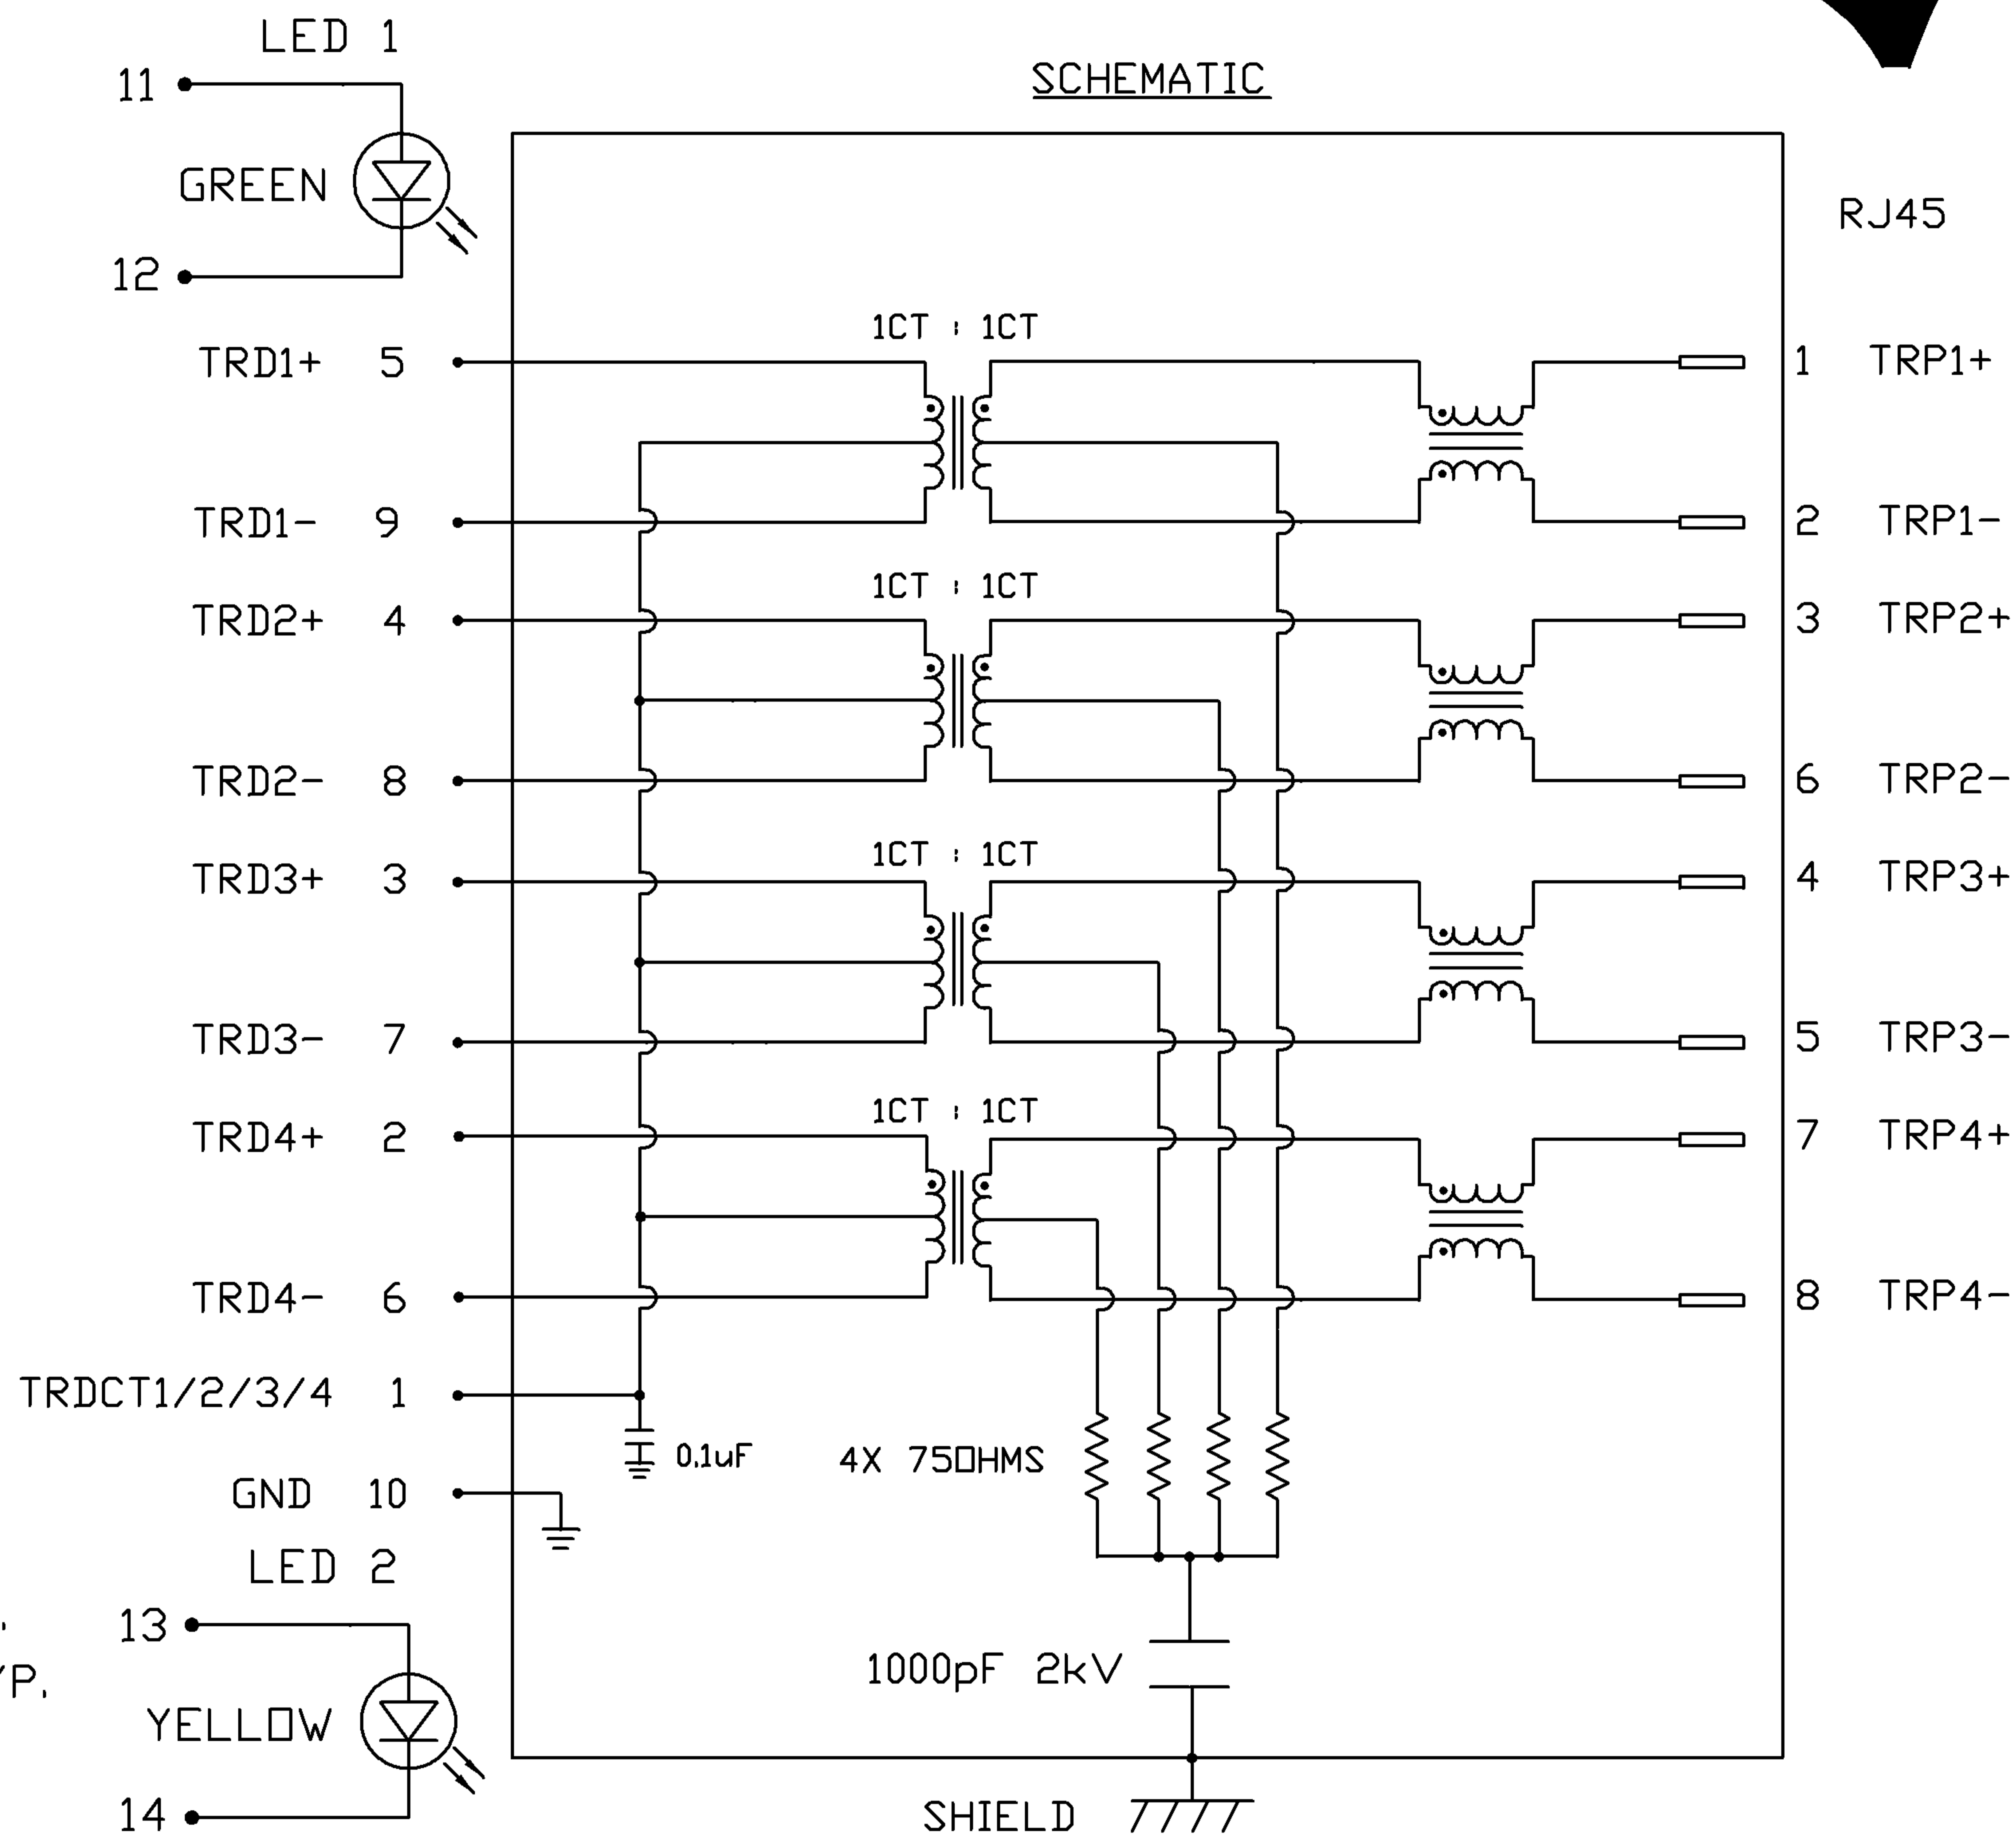 LED 1
11
SCHEMATIC
GREEN
RJ45
12
1CT : 1CT
TRD1+ 5
1 TRP1+
TRD1- 9
2 TRP1-
1CT : 1CT
TRD2+ 4
3 TRP2+
TRD2- 8
6 TRP2-
1CT : 1CT
TRD3+ 3
4 TRP3+
TRD3- 7
5 TRP3-
1CT : 1CT
TRD4+ 2
7 TRP4+
TRD4- 6
8 TRP4-
TRDCT1/2/3/4 1
0.1uF
4X 75OHMS
GND 10
LED 2
13
1000pF 2kV
YELLOW
14
SHIELD